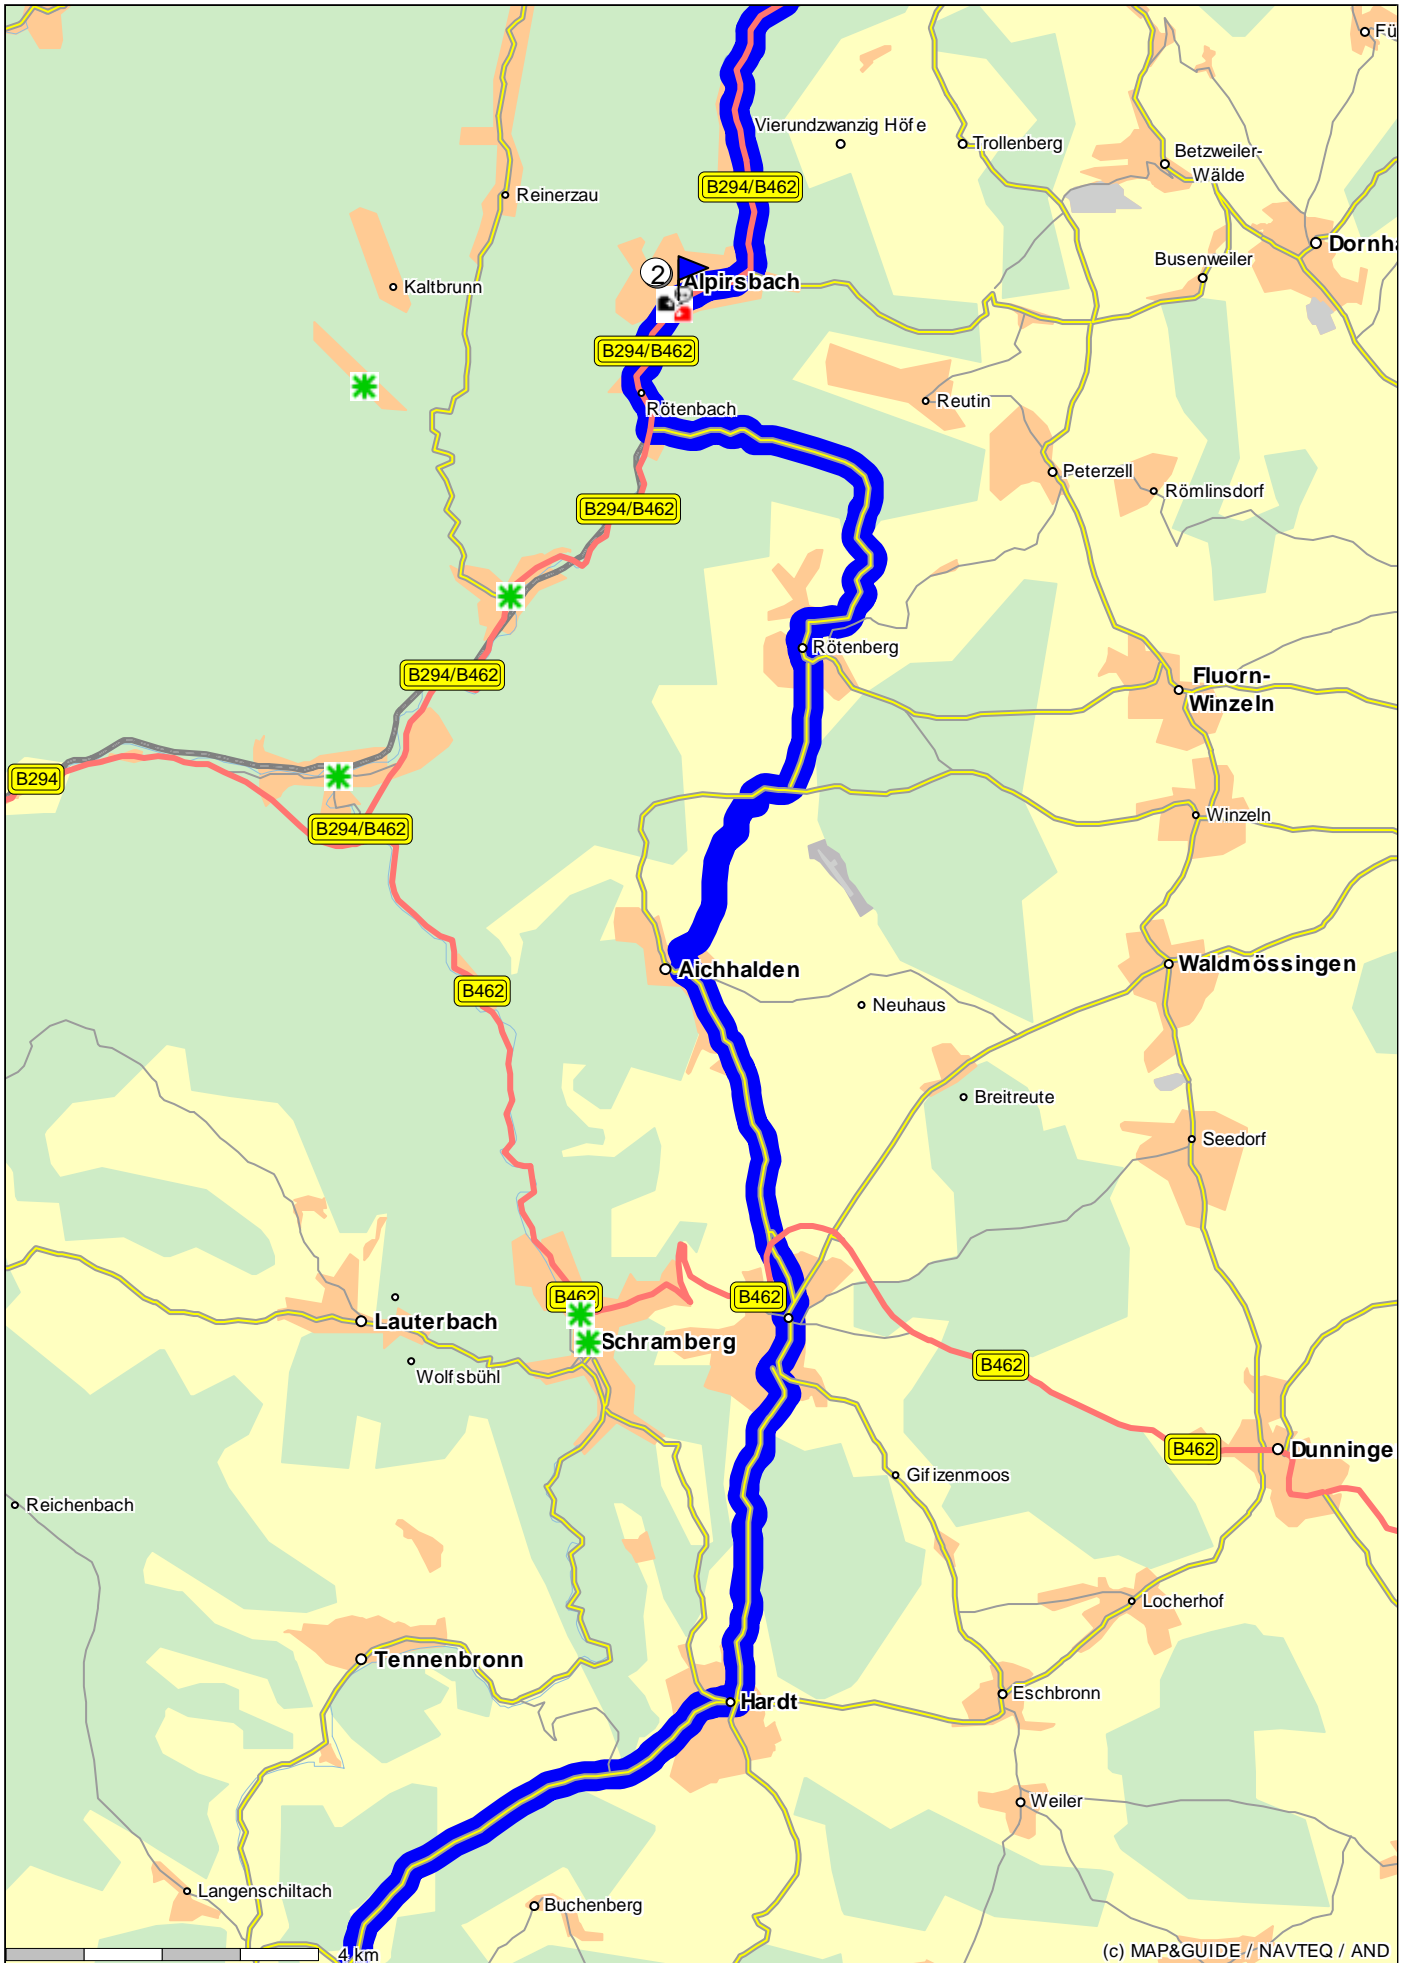 Fü
Vierundzwanzig Höfe
Trollenberg
Betzweiler-
Wälde
B294/B462
Reinerzau
Dornha
Busenweiler
2
Alpirsbach
Kaltbrunn
B294/B462
Reutin
Rötenbach
Peterzell
Römlinsdorf
B294/B462
Rötenberg
B294/B462
Fluorn-
Winzeln
B294
Winzeln
B294/B462
Aichhalden
Waldmössingen
B462
Neuhaus
Breitreute
Seedorf
B462
B462
Lauterbach
Schramberg
B462
Wolfsbühl
B462
Dunninge
Gifizenmoos
Reichenbach
Locherhof
Tennenbronn
Eschbronn
Hardt
Weiler
Langenschiltach
Buchenberg
4 km
(c) MAP&GUIDE / NAVTEQ / AND